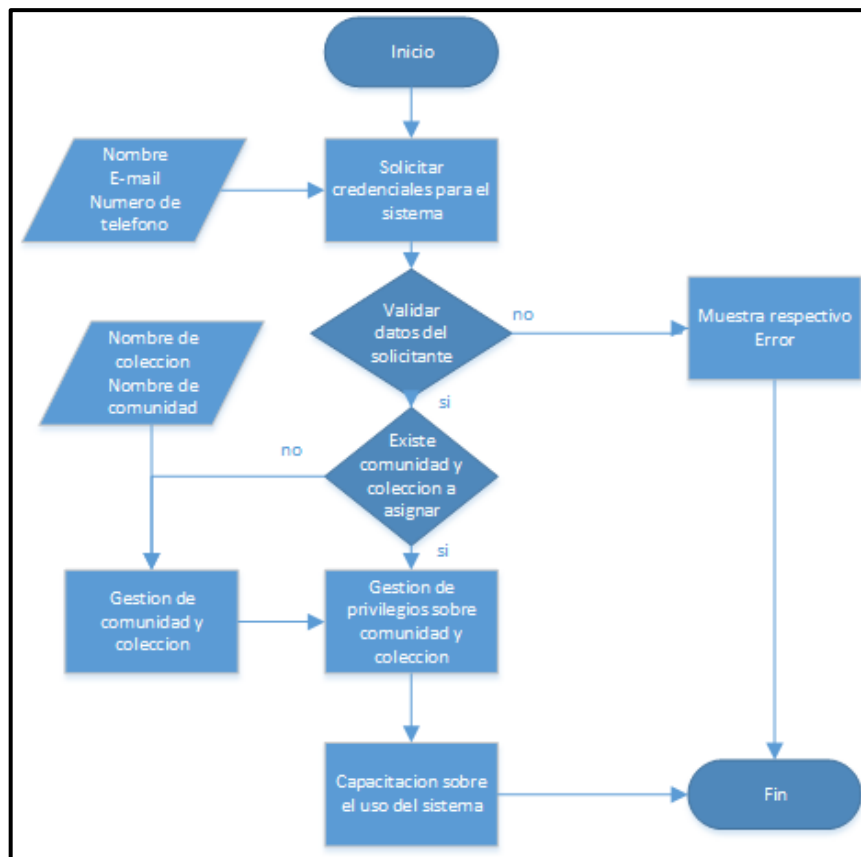 Inicio
Nombre
E-mail
Numero de
telefono
Solicitar
credenciales para el
sistema
Validar
datos del
solicitante
no
Muestra respectivo
Error
si
Nombre de
coleccion
Nombre de
comunidad
Existe
comunidad y
coleccion a
asignar
no
si
Gestion de
comunidad y
coleccion
Gestion de
privilegios sobre
comunidad y
coleccion
Capacitacion sobre
el uso del sistema
Fin